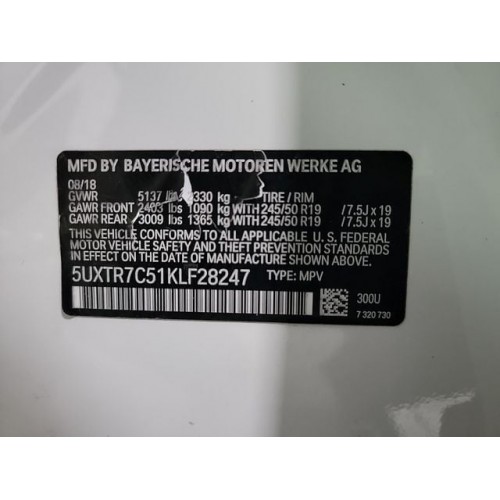 MFD BY BAYERISCHE MOTOREN WERKE AG
08/18
GVWR 5137 330 kg TIRE / RIM
GAWR FRONT lbs 1090 kg WITH 245/50 R19 / 7.5J x 19
GAWR REAR 3009 lbs 1365 kg WITH 245/50 R19 / 7.5J x 19
THIS VEHICLE CONFORMS TO ALL APPLICABLE U.S. FEDERAL
MOTOR VEHICLE SAFETY AND THEFT PREVENTION STANDARDS
IN EFFECT ON THE DATE OF MANUFACTURE SHOWN ABOVE.
5UXTR7C51KLF28247 TYPE: MPV
300U
7 320 730